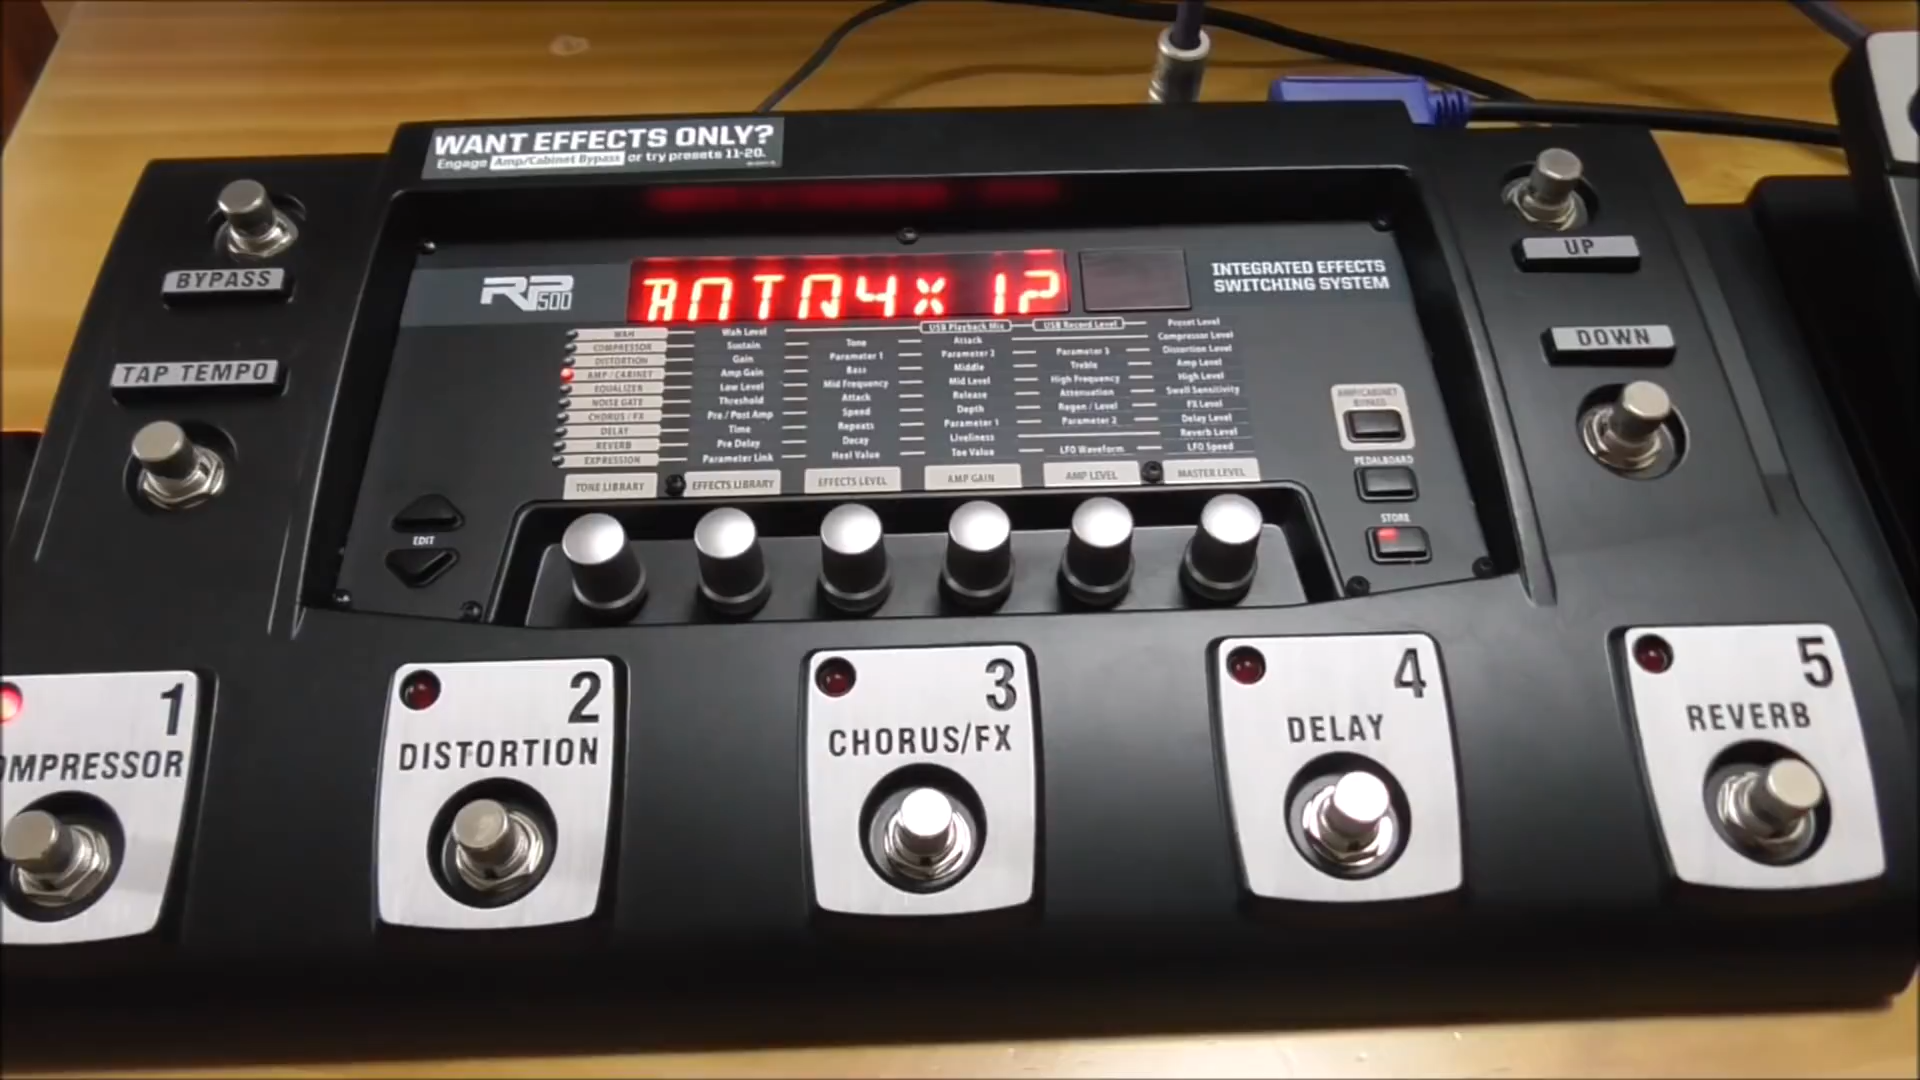 WANT EFFECTS ONLY?
Engage Amp/Cabinet Bypass or try presets 11-20.
BYPASS
TAP TEMPO
RP500
INTEGRATED EFFECTS
SWITCHING SYSTEM
UP
DOWN
USB Playback Mix USB Record Level
WAH Wah Level Preset Level
COMPRESSOR Sustain Tone Attack Compressor Level
DISTORTION Gain Parameter 1 Parameter 2 Parameter 3 Distortion Level
AMP / CABINET Amp Gain Bass Middle Treble Amp Level
EQUALIZER Low Level Mid Frequency Mid Level High Frequency High Level
NOISE GATE Threshold Attack Release Attenuation Swell Sensitivity
CHORUS / FX Pre / Post Amp Speed Depth Regen / Level FX Level
DELAY Time Repeats Parameter 1 Parameter 2 Delay Level
REVERB Pre Delay Decay Liveliness Reverb Level
EXPRESSION Parameter Link Heel Value Toe Value LFO Waveform LFO Speed
TONE LIBRARY EFFECTS LIBRARY EFFECTS LEVEL AMP GAIN AMP LEVEL MASTER LEVEL
AMP/CABINET
BYPASS
PEDALBOARD
STORE
EDIT
1
OMPRESSOR
2
DISTORTION
3
CHORUS/FX
4
DELAY
5
REVERB